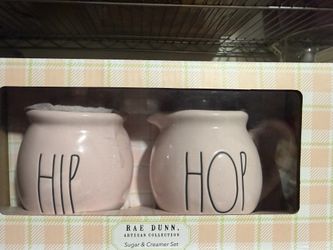 HIP
HOP
RAE DUNN.
ARTISAN COLLECTION
Sugar & Creamer Set